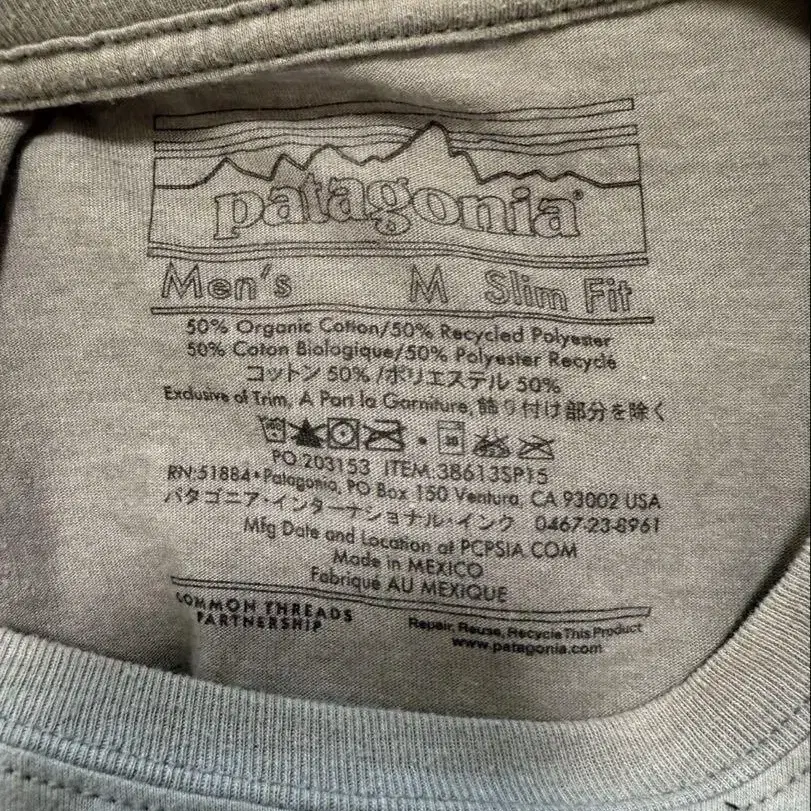 patagonia®
Men's M Slim Fit
50% Organic Cotton/50% Recycled Polyester
50% Coton Biologique/50% Polyester Recyclé
コットン 50% /ポリエステル 50%
Exclusive of Trim, A Part la Garniture, 飾り付け部分を除く
PO:203153 ITEM:38613SP15
RN:51884•Patagonia, PO Box 150 Ventura, CA 93002 USA
パタゴニア・インターナショナル・インク 0467-23-8961
Mfg Date and Location at PCPSIA.COM
Made in MEXICO
Fabriqué AU MEXiQUE
COMMON THREADS
PARTNERSHIP
Repair, Reuse, Recycle This Product
www.patagonia.com